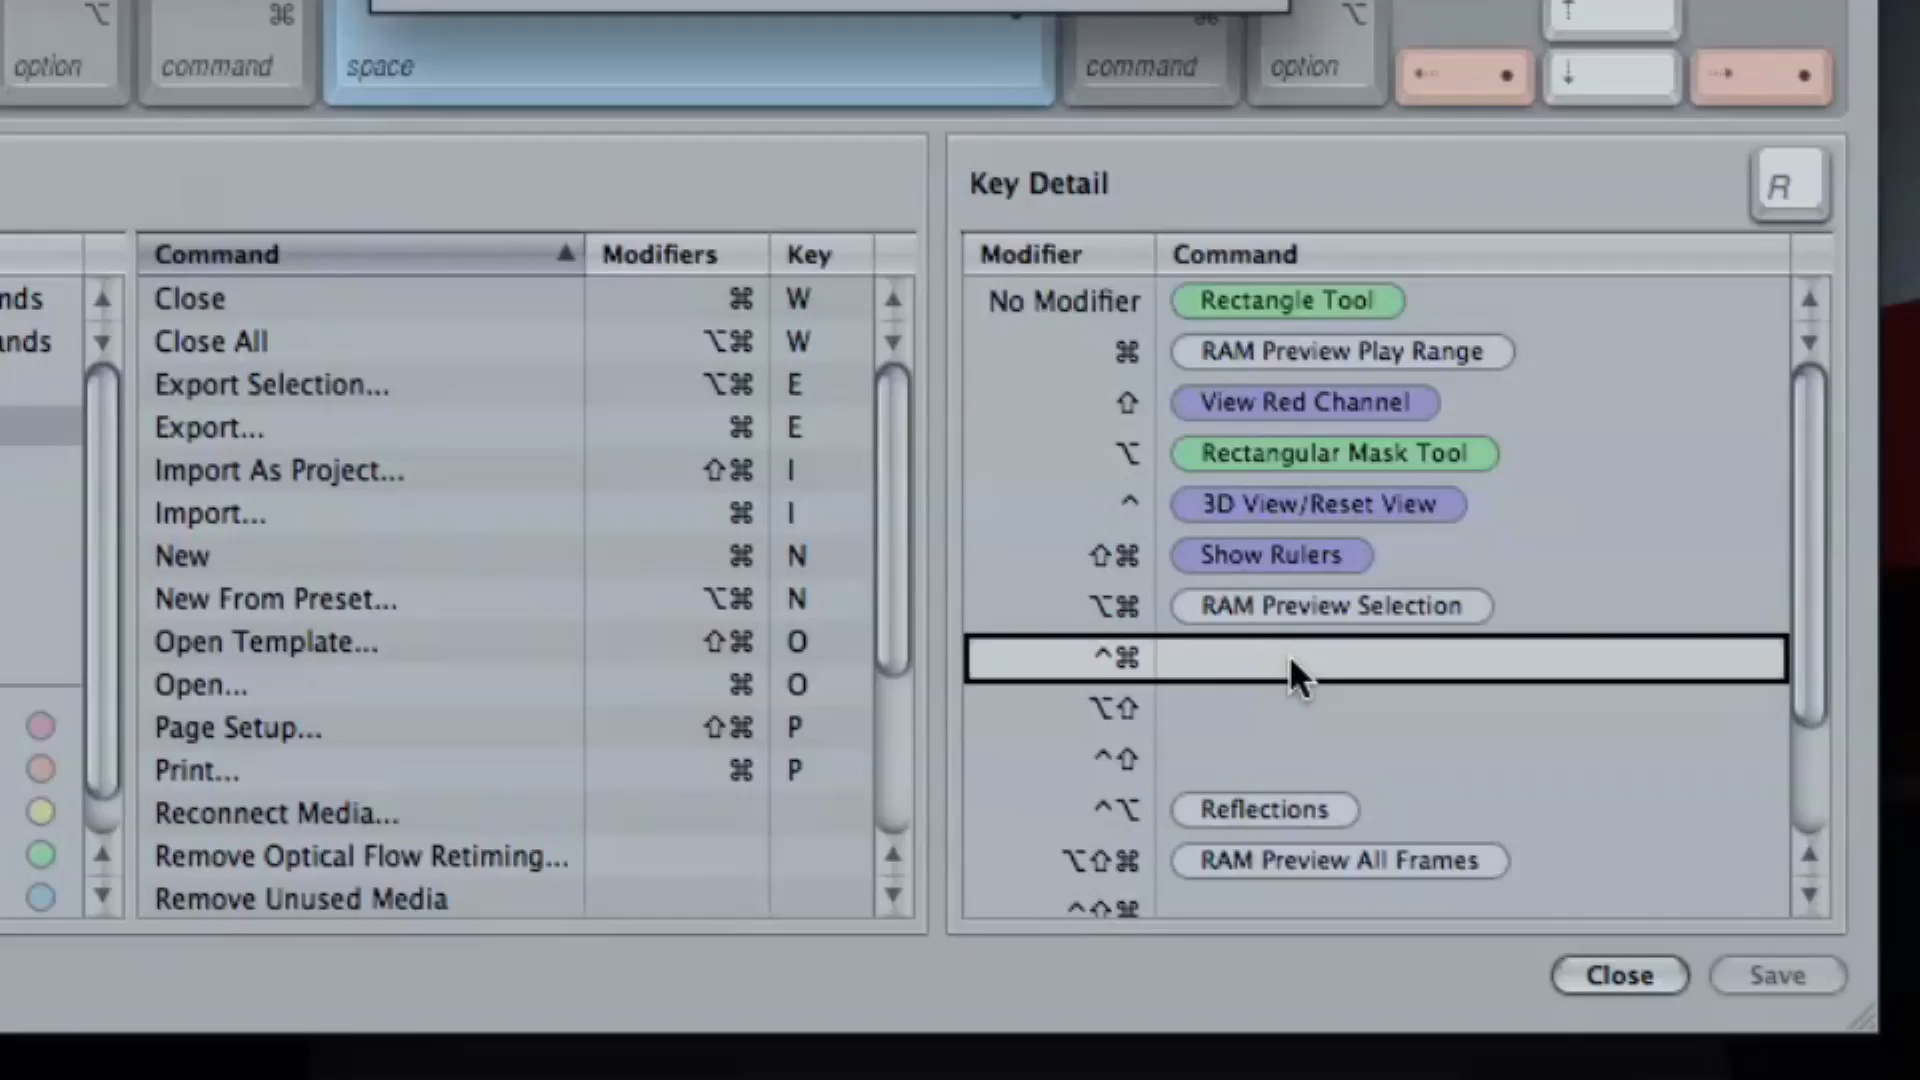 ⌥ ⌘ ⌘ ⌥ ↑
option command space command option ← ↓ →
Key Detail R
Command Modifiers Key
Modifier Command
nds
ands
Close ⌘ W
Close All ⌥⌘ W
Export Selection... ⌥⌘ E
Export... ⌘ E
Import As Project... ⇧⌘ I
Import... ⌘ I
New ⌘ N
New From Preset... ⌥⌘ N
Open Template... ⇧⌘ O
Open... ⌘ O
Page Setup... ⇧⌘ P
Print... ⌘ P
Reconnect Media...
Remove Optical Flow Retiming...
Remove Unused Media
No Modifier Rectangle Tool
⌘ RAM Preview Play Range
⇧ View Red Channel
⌥ Rectangular Mask Tool
^ 3D View/Reset View
⇧⌘ Show Rulers
⌥⌘ RAM Preview Selection
^⌘
⌥⇧
^⇧
^⌥ Reflections
⌥⇧⌘ RAM Preview All Frames
^⇧⌘
Close Save